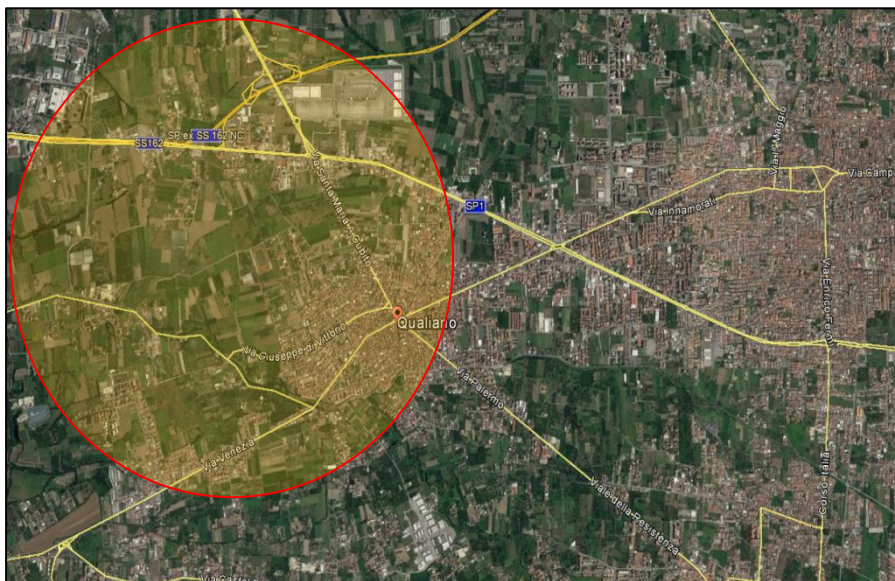 SP ex SS 162 NC
SS162
Via I° Maggio
Via Campa
Via Innamorati
SP1
Via Santa Maria a Cubito
Qualiano
Via Enrico Fermi
Via Giuseppe di Vittorio
Via Palermo
Via Venezia
Viale della Resistenza
Corso Italia